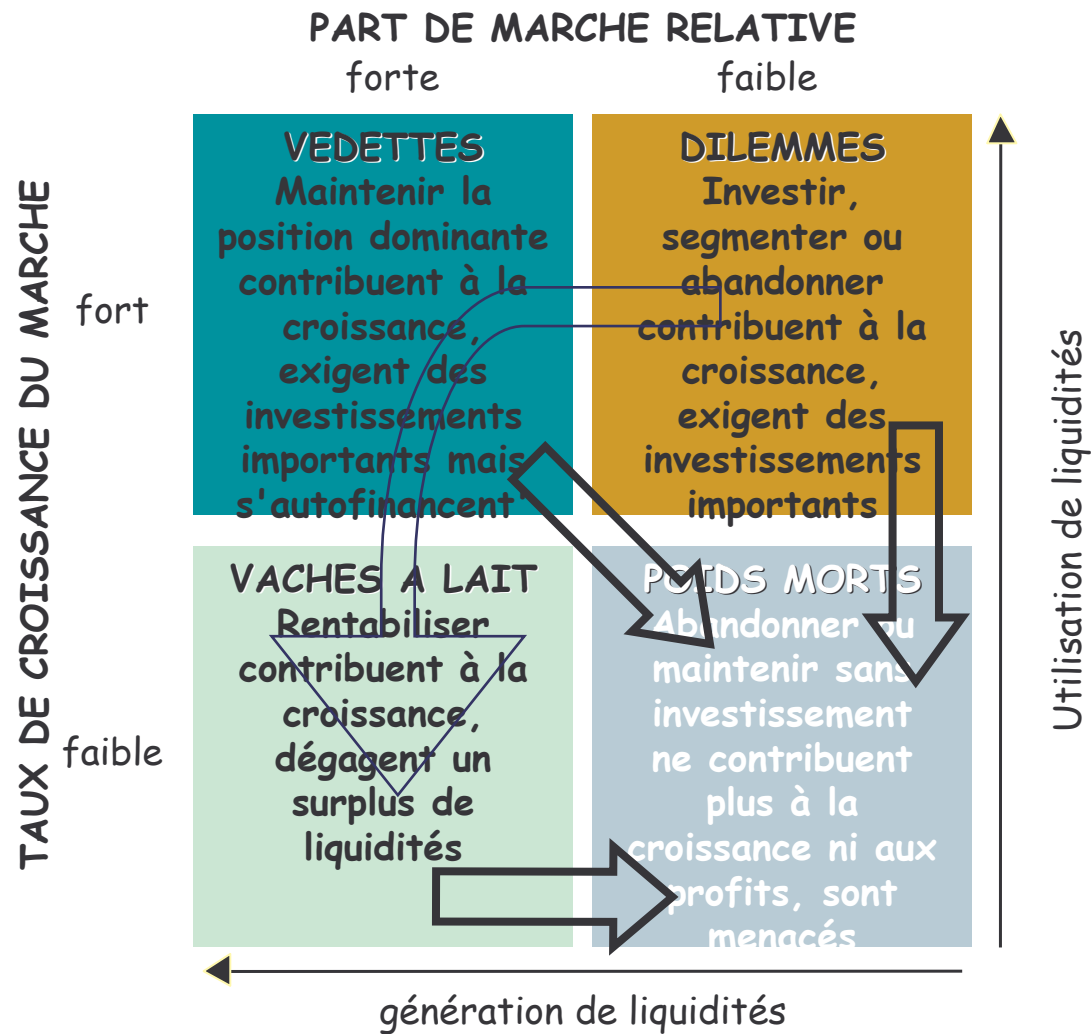 PART DE MARCHE RELATIVE
forte
faible
TAUX DE CROISSANCE DU MARCHE
fort
faible
VEDETTES
Maintenir la
position dominante
contribuent à la
croissance,
exigent des
investissements
importants mais
s'autofinancent'
DILEMMES
Investir,
segmenter ou
abandonner
contribuent à la
croissance,
exigent des
investissements
importants
VACHES A LAIT
Rentabiliser
contribuent à la
croissance,
dégagent un
surplus de
liquidités
POIDS MORTS
Abandonner ou
maintenir sans
investissement
ne contribuent
plus à la
croissance ni aux
profits, sont
menacés
Utilisation de liquidités
génération de liquidités